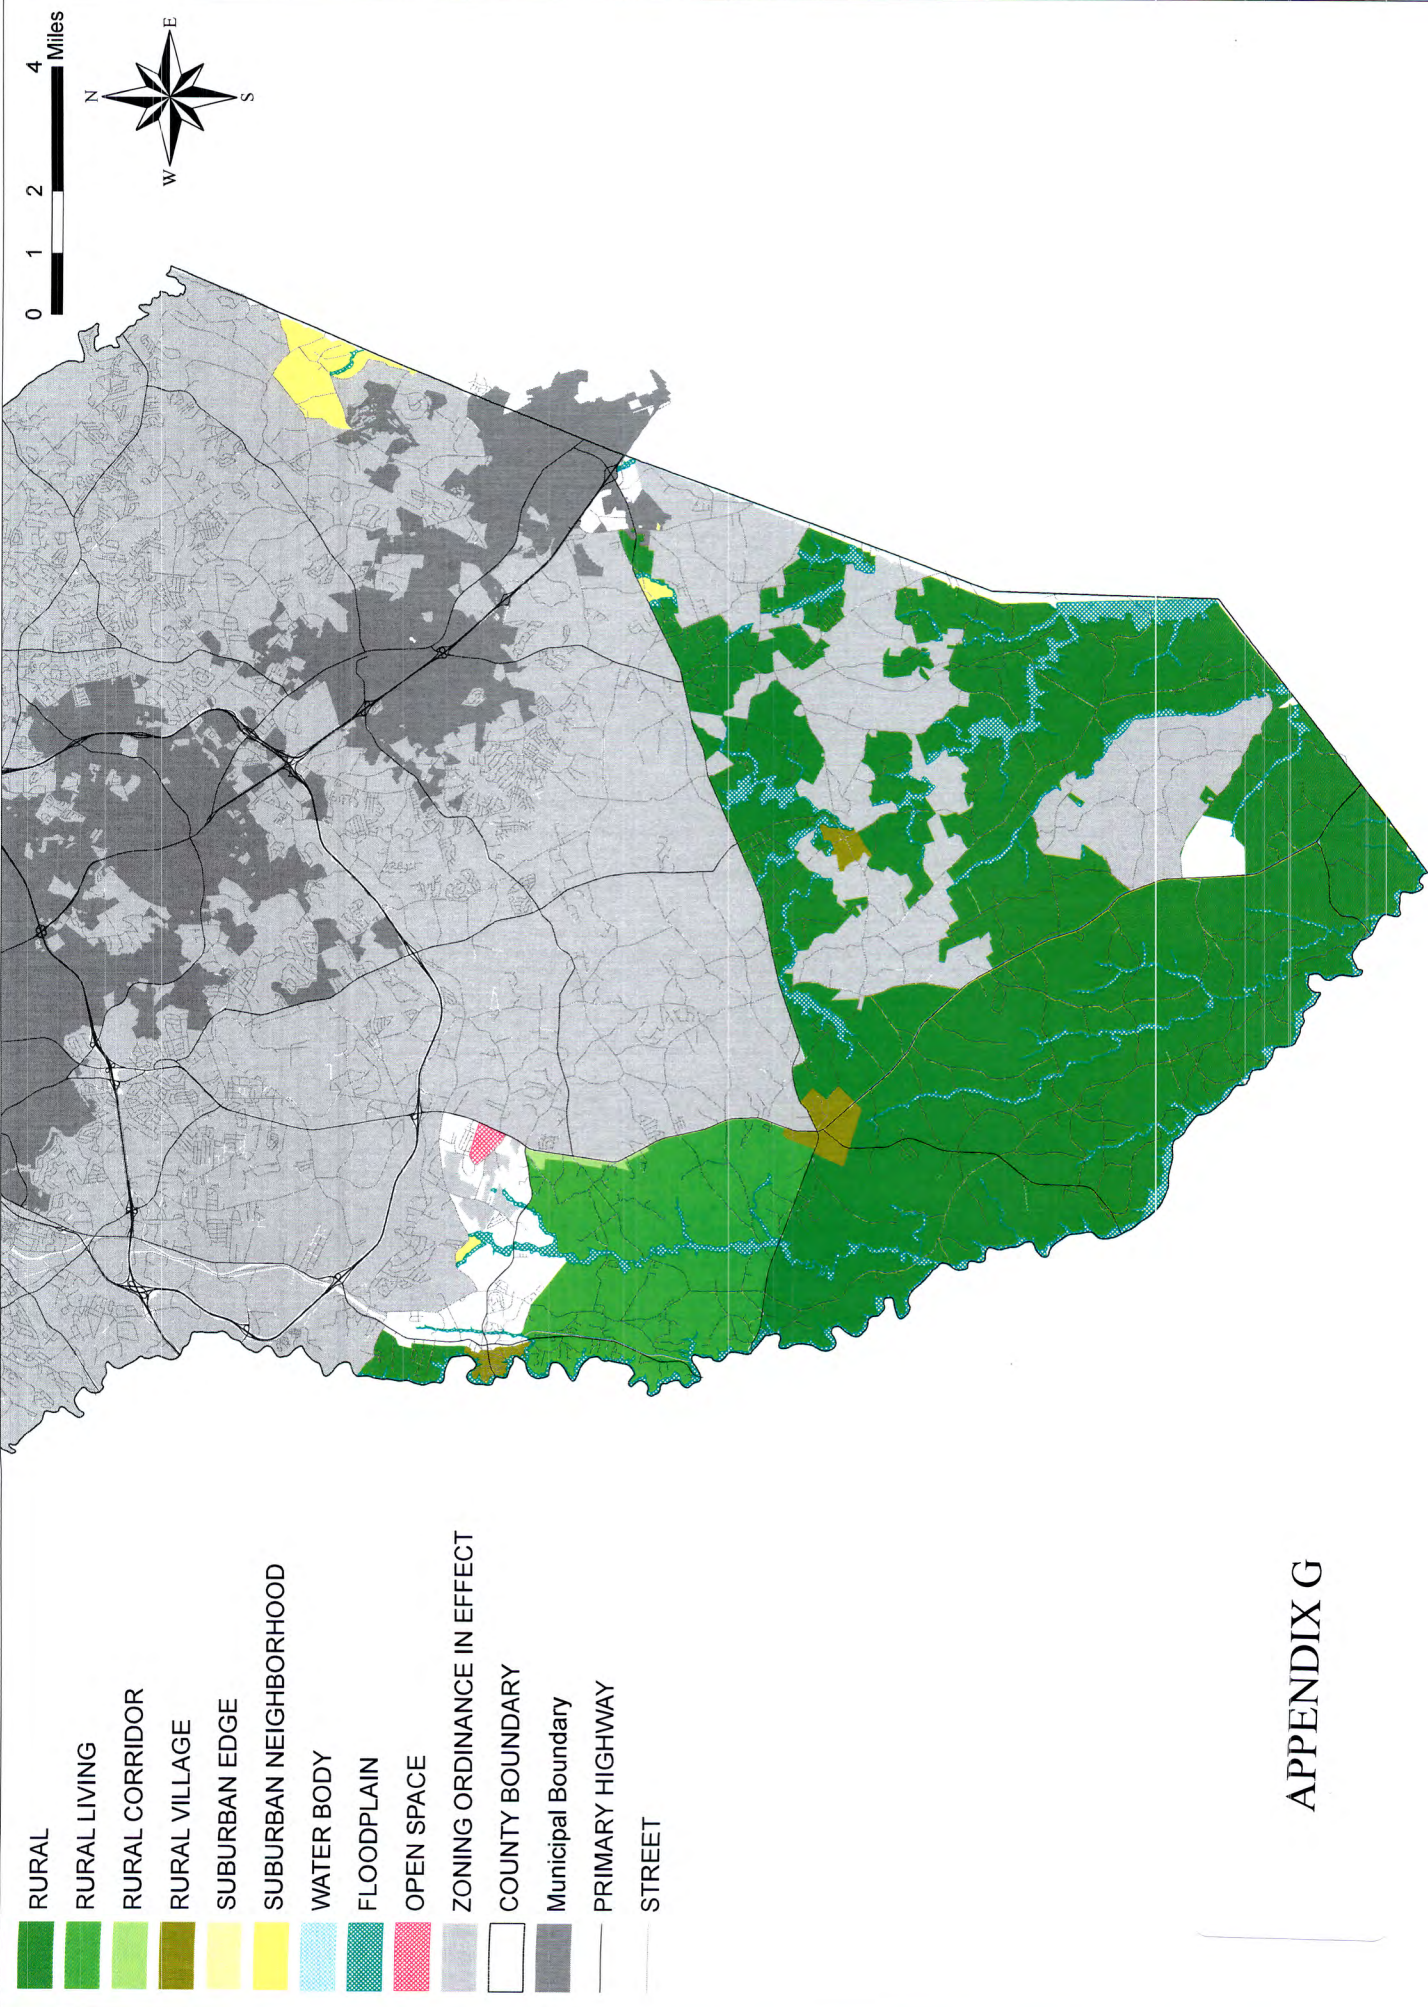 RURAL
RURAL LIVING
RURAL CORRIDOR
RURAL VILLAGE
SUBURBAN EDGE
SUBURBAN NEIGHBORHOOD
WATER BODY
FLOODPLAIN
OPEN SPACE
ZONING ORDINANCE IN EFFECT
COUNTY BOUNDARY
Municipal Boundary
PRIMARY HIGHWAY
STREET
0 1 2 4
Miles
N
W
E
S
APPENDIX G